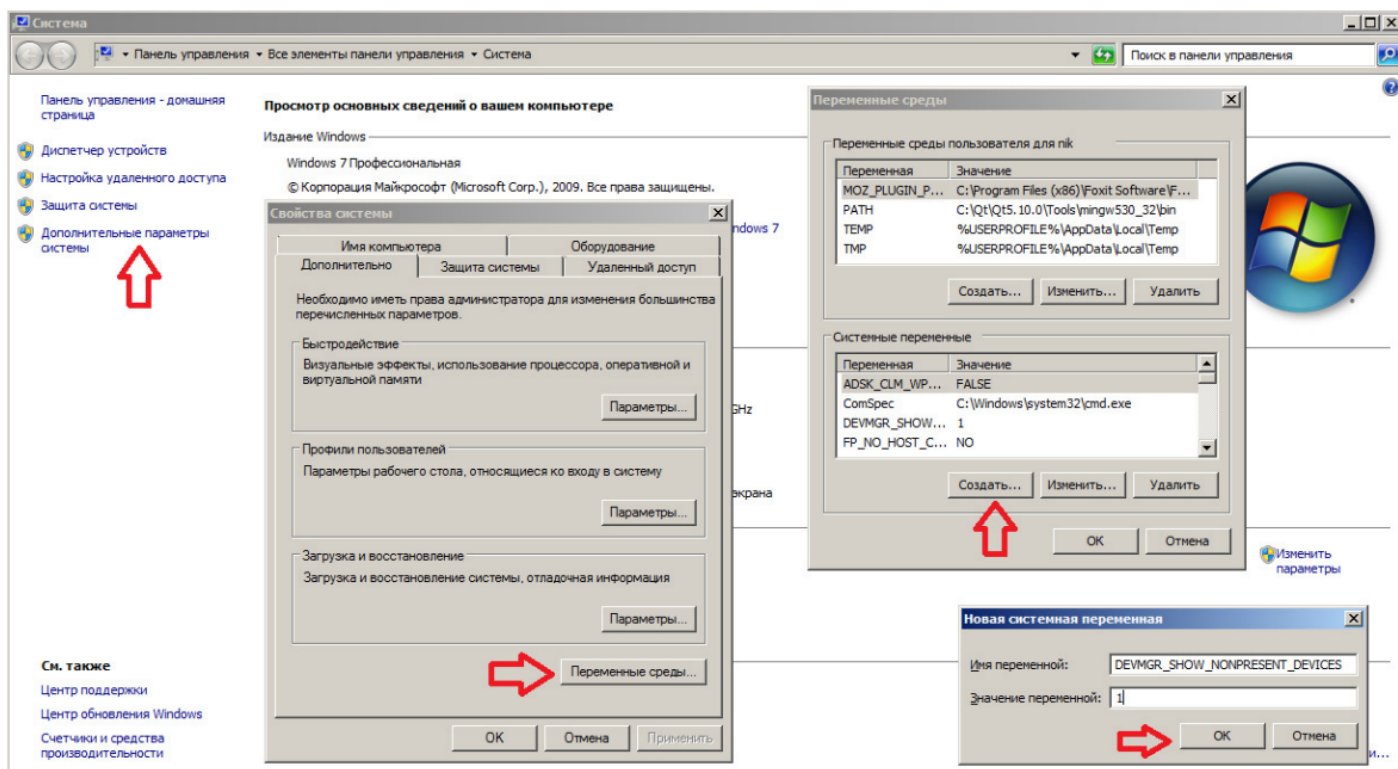 Система
Панель управления
Все элементы панели управления
Система
Поиск в панели управления
Панель управления - домашняя
страница
Диспетчер устройств
Настройка удаленного доступа
Защита системы
Дополнительные параметры
системы
См. также
Центр поддержки
Центр обновления Windows
Счетчики и средства
производительности
Просмотр основных сведений о вашем компьютере
Издание Windows
Windows 7 Профессиональная
© Корпорация Майкрософт (Microsoft Corp.), 2009. Все права защищены.
ndows 7
GHz
экрана
Изменить
параметры
и...
Свойства системы
Имя компьютера
Оборудование
Дополнительно
Защита системы
Удаленный доступ
Необходимо иметь права администратора для изменения большинства
перечисленных параметров.
Быстродействие
Визуальные эффекты, использование процессора, оперативной и
виртуальной памяти
Параметры...
Профили пользователей
Параметры рабочего стола, относящиеся ко входу в систему
Параметры...
Загрузка и восстановление
Загрузка и восстановление системы, отладочная информация
Параметры...
Переменные среды...
OK
Отмена
Применить
Переменные среды
Переменные среды пользователя для nik
Переменная Значение
MOZ_PLUGIN_P... C:\Program Files (x86)\Foxit Software\F...
PATH C:\Qt\Qt5.10.0\Tools\mingw530_32\bin
TEMP %USERPROFILE%\AppData\Local\Temp
TMP %USERPROFILE%\AppData\Local\Temp
Создать... Изменить... Удалить
Системные переменные
Переменная Значение
ADSK_CLM_WP... FALSE
ComSpec C:\Windows\system32\cmd.exe
DEVMGR_SHOW... 1
FP_NO_HOST_C... NO
Создать... Изменить... Удалить
OK Отмена
Новая системная переменная
Имя переменной: DEVMGR_SHOW_NONPRESENT_DEVICES
Значение переменной: 1
OK Отмена